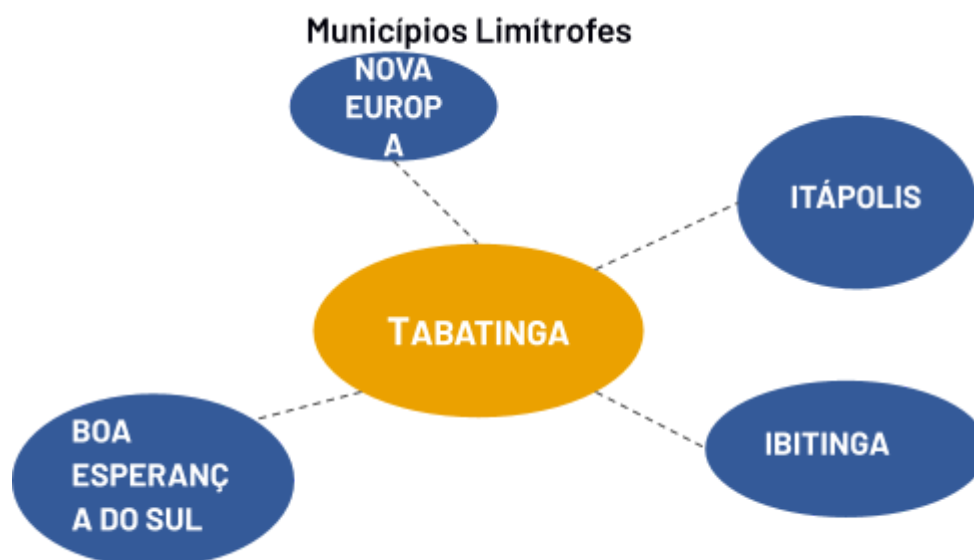 Municípios Limítrofes
NOVA
EUROP
A
ITÁPOLIS
TABATINGA
BOA
ESPERANÇ
A DO SUL
IBITINGA